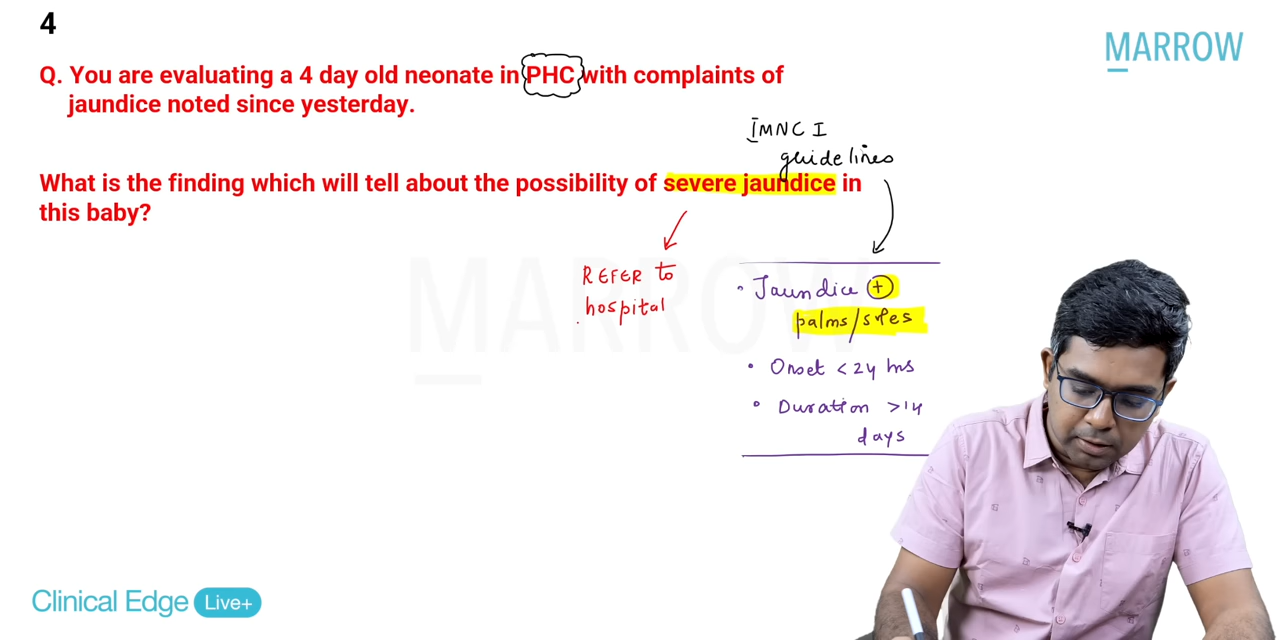 4
MARROW
Q. You are evaluating a 4 day old neonate in PHC with complaints of
jaundice noted since yesterday.
IMNCI
guidelines
What is the finding which will tell about the possibility of severe jaundice in
this baby?
REFER to
hospital
• Jaundice +
palms/soles
• Onset < 24 hrs
• Duration >14
days
MARROW
Clinical Edge Live+